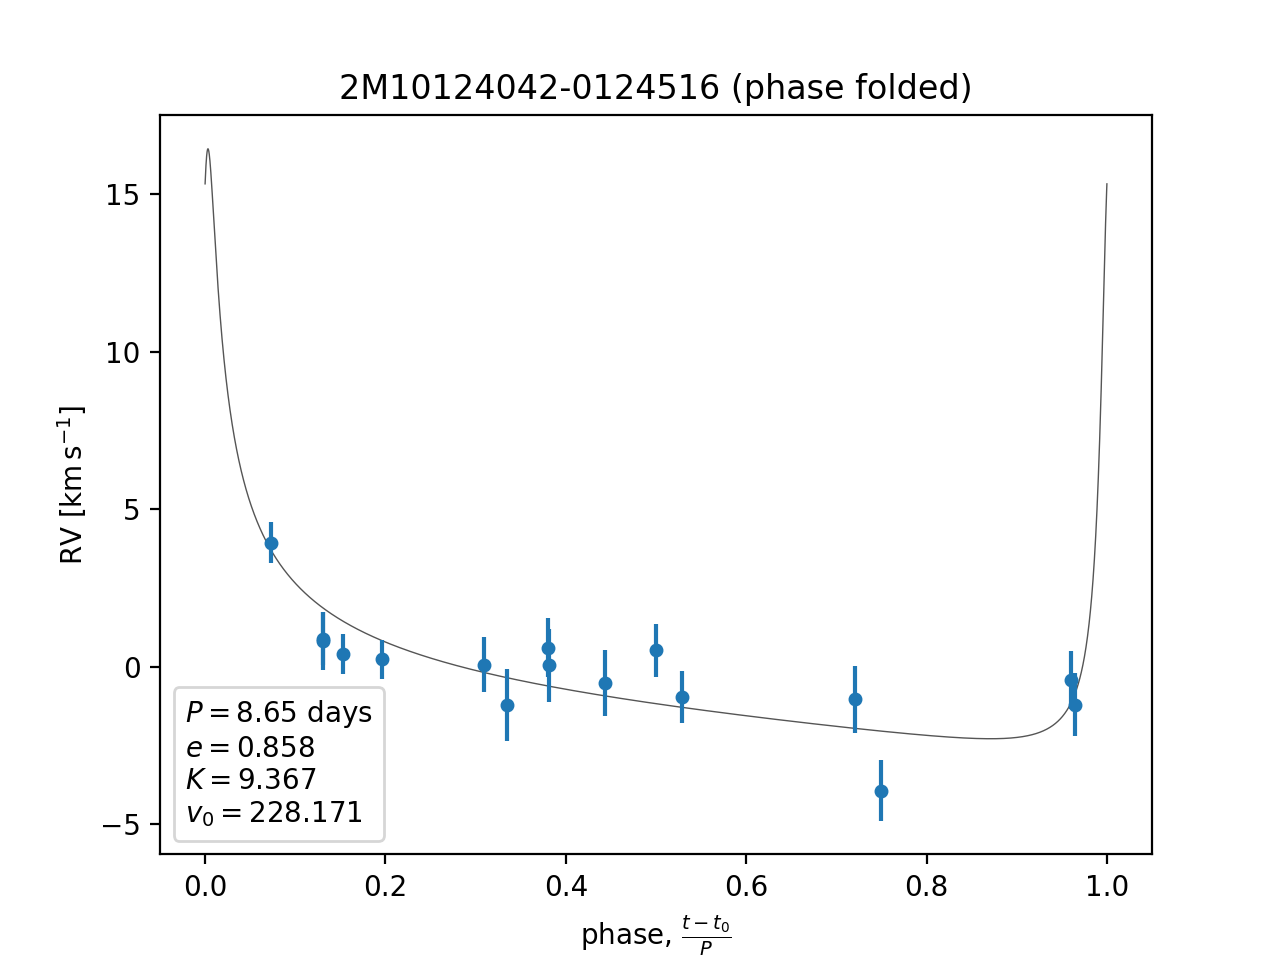 2M10124042-0124516 (phase folded)
15
10
5
0
−5
RV [km s⁻¹]
P = 8.65 days
e = 0.858
K = 9.367
v₀ = 228.171
0.0 0.2 0.4 0.6 0.8 1.0
phase, (t − t₀)/P